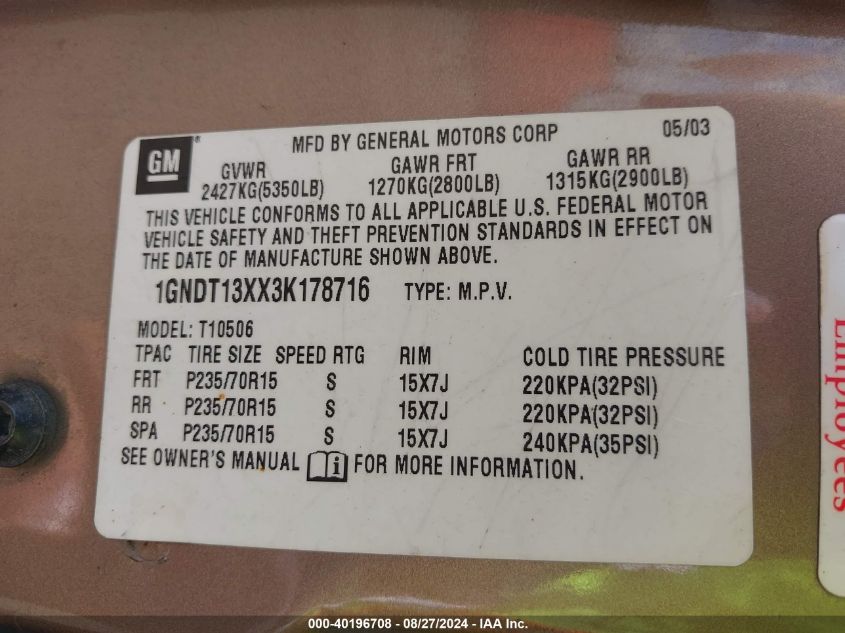 GM®
MFD BY GENERAL MOTORS CORP 05/03
GVWR GAWR FRT GAWR RR
2427KG(5350LB) 1270KG(2800LB) 1315KG(2900LB)
THIS VEHICLE CONFORMS TO ALL APPLICABLE U.S. FEDERAL MOTOR
VEHICLE SAFETY AND THEFT PREVENTION STANDARDS IN EFFECT ON
THE DATE OF MANUFACTURE SHOWN ABOVE.
1GNDT13XX3K178716 TYPE: M.P.V.
MODEL: T10506
TPAC TIRE SIZE SPEED RTG RIM COLD TIRE PRESSURE
FRT P235/70R15 S 15X7J 220KPA(32PSI)
RR P235/70R15 S 15X7J 220KPA(32PSI)
SPA P235/70R15 S 15X7J 240KPA(35PSI)
SEE OWNER'S MANUAL i FOR MORE INFORMATION.
Employees
000-40196708 - 08/27/2024 - IAA Inc.